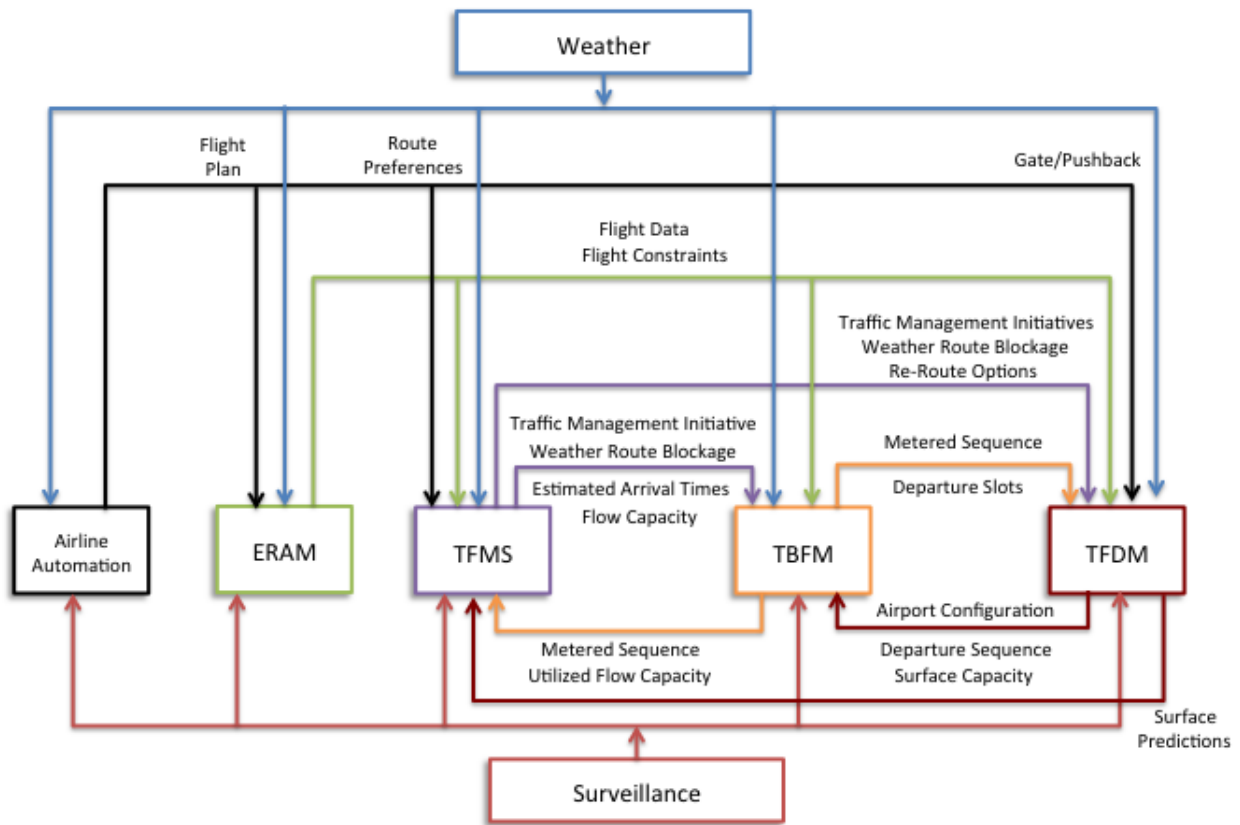 Weather
Flight
Plan
Route
Preferences
Gate/Pushback
Flight Data
Flight Constraints
Traffic Management Initiatives
Weather Route Blockage
Re-Route Options
Traffic Management Initiative
Weather Route Blockage
Metered Sequence
Estimated Arrival Times
Flow Capacity
Departure Slots
Airline
Automation
ERAM
TFMS
TBFM
TFDM
Airport Configuration
Metered Sequence
Utilized Flow Capacity
Departure Sequence
Surface Capacity
Surface
Predictions
Surveillance